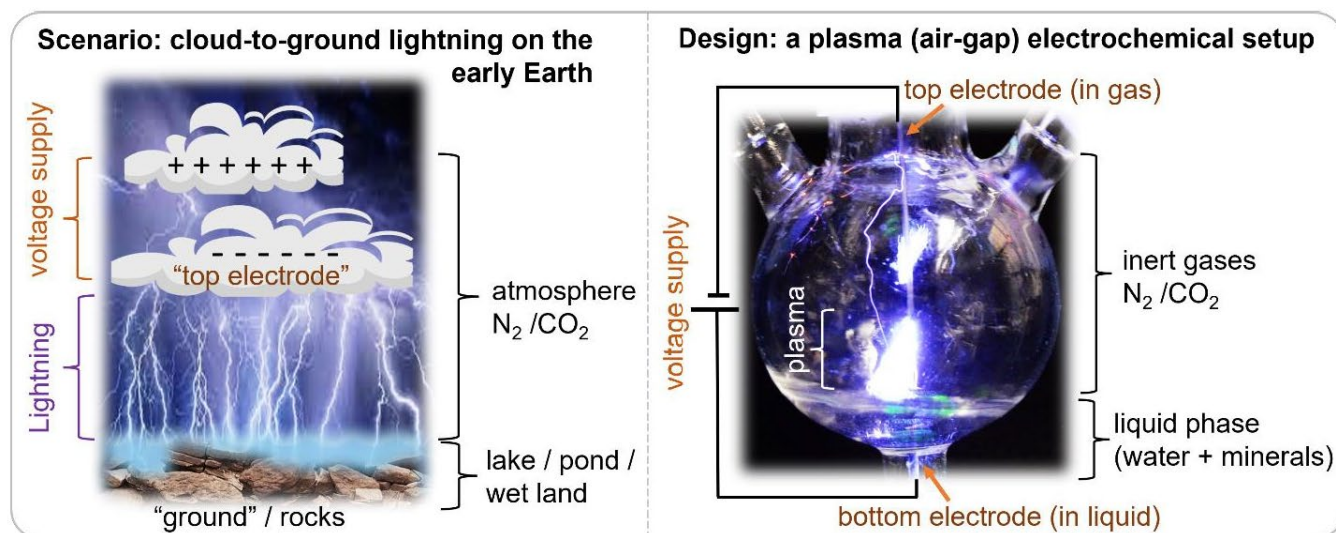 Scenario: cloud-to-ground lightning on the
early Earth
voltage supply
+ + + + + +
- - - - - -
“top electrode”
Lightning
atmosphere
N₂ /CO₂
lake / pond /
wet land
“ground” / rocks
Design: a plasma (air-gap) electrochemical setup
top electrode (in gas)
voltage supply
plasma
inert gases
N₂ /CO₂
liquid phase
(water + minerals)
bottom electrode (in liquid)